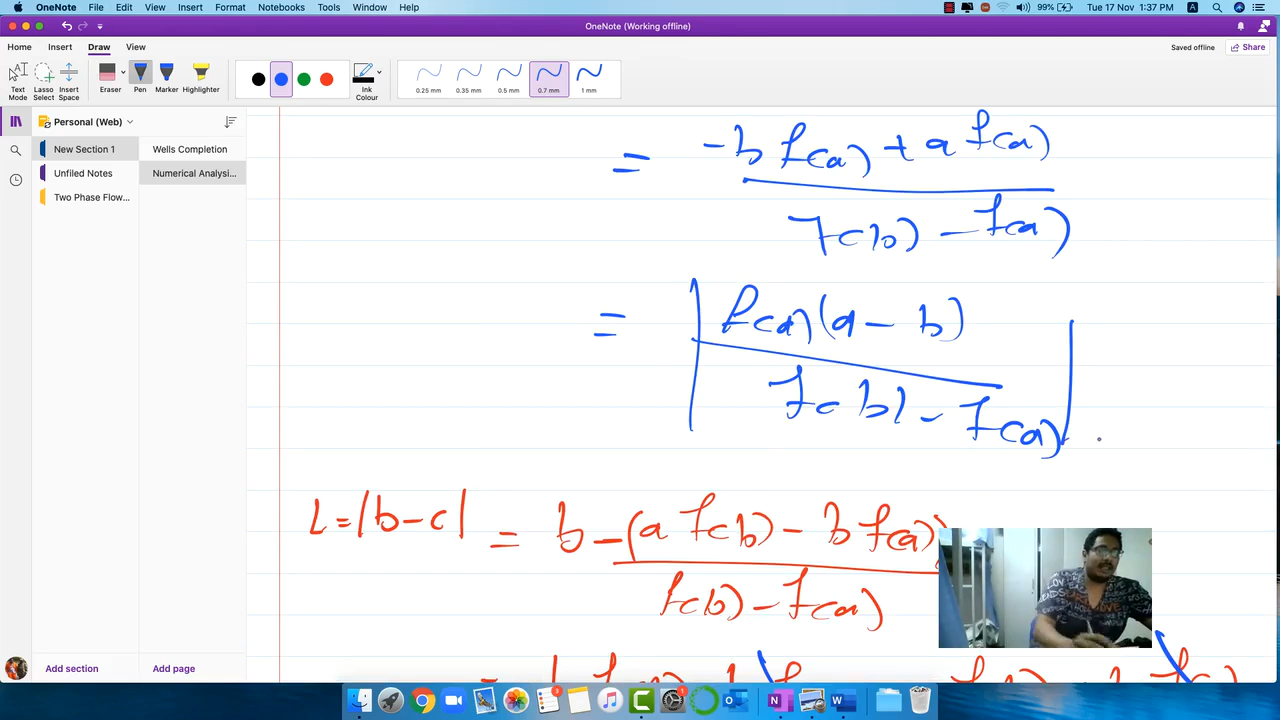 OneNote File Edit View Insert Format Notebooks Tools Window Help 99% Tue 17 Nov 1:37 PM
OneNote (Working offline)
Home Insert Draw View Saved offline Share
Text Mode Lasso Select Insert Space Eraser Pen Marker Highlighter Ink Colour 0.25 mm 0.35 mm 0.5 mm 0.7 mm 1 mm
Personal (Web)
New Section 1 Wells Completion
Unfiled Notes Numerical Analysi...
Two Phase Flow...
= -b f(a) + a f(a)
f(b) - f(a)
= | f(a) (a - b)
f(b) - f(a) |
L = |b - c| = b - (a f(b) - b f(a))
f(b) - f(a)
Add section Add page